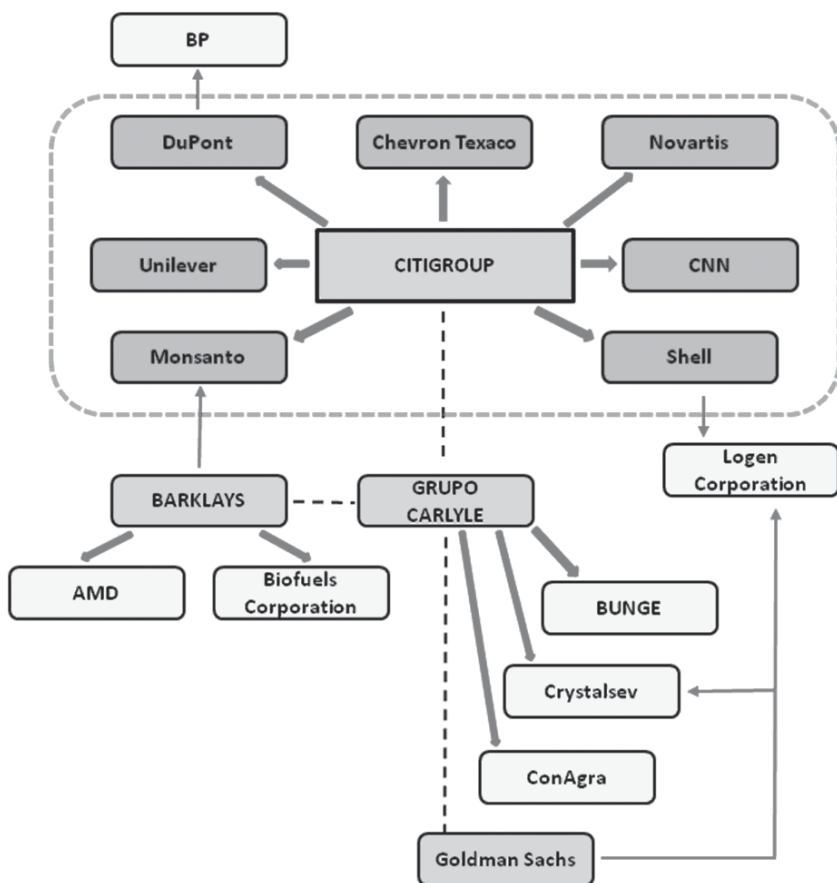 BP
DuPont
Chevron Texaco
Novartis
Unilever
CITIGROUP
CNN
Monsanto
Shell
Logen
Corporation
BARKLAYS
GRUPO
CARLYLE
AMD
Biofuels
Corporation
BUNGE
Crystalsev
ConAgra
Goldman Sachs